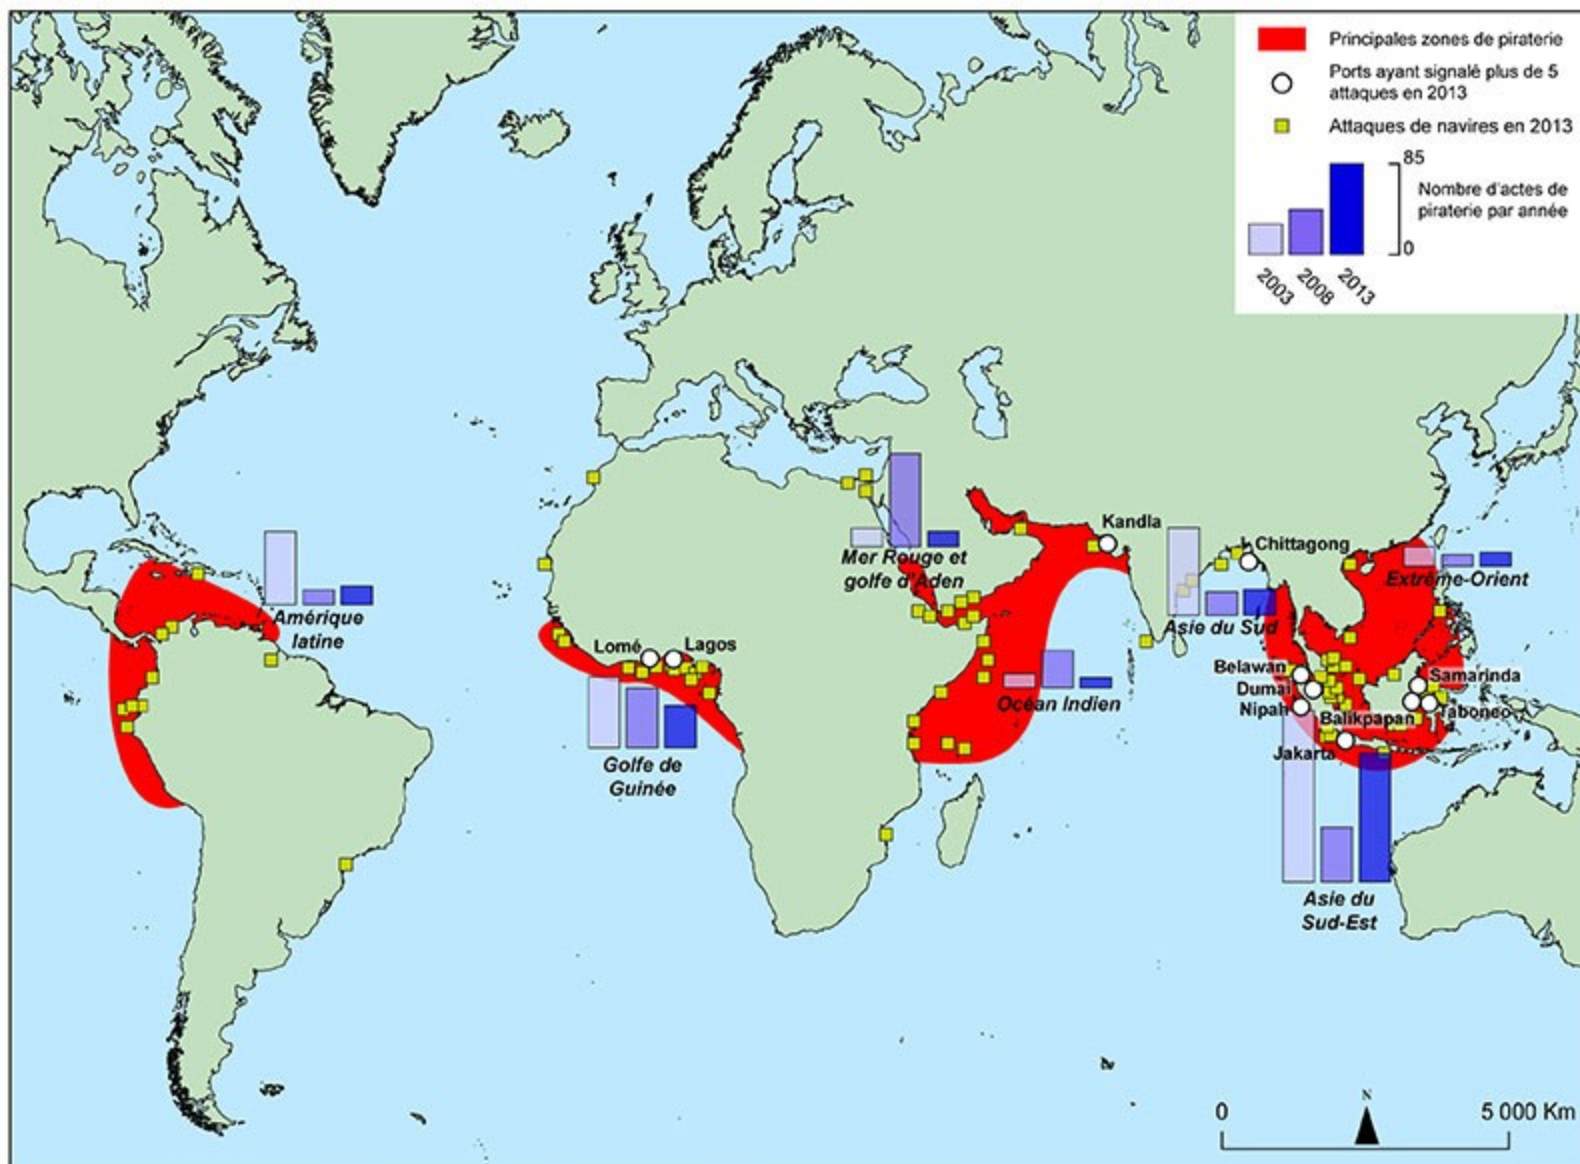 Principales zones de piraterie
Ports ayant signalé plus de 5
attaques en 2013
Attaques de navires en 2013
85
Nombre d'actes de
piraterie par année
0
2003
2008
2013
Kandla
Chittagong
Mer Rouge et
golfe d'Aden
Extrême-Orient
Amérique
latine
Asie du Sud
Lomé
Lagos
Belawan
Samarinda
Dumai
Océan Indien
Nipah
Balikpapan
Taboneo
Jakarta
Golfe de
Guinée
Asie du
Sud-Est
N
0
5 000 Km